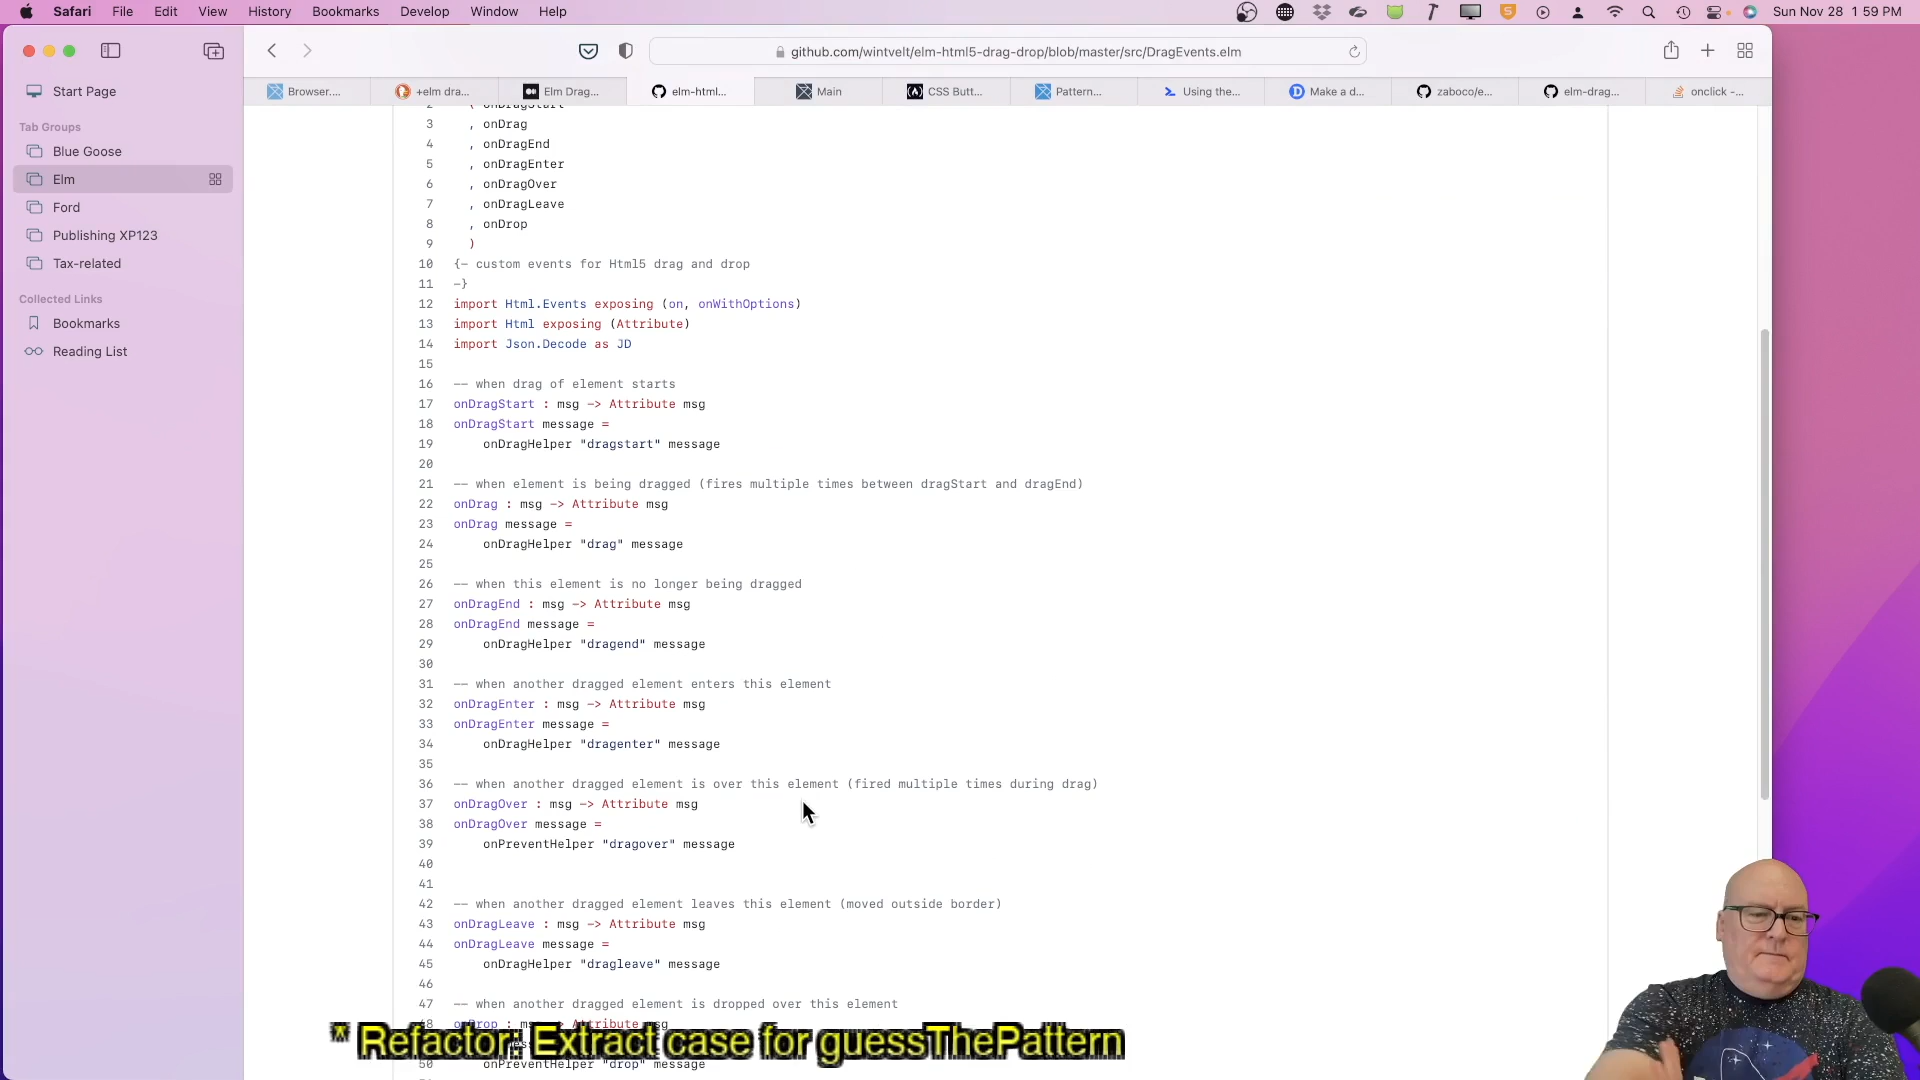 Safari File Edit View History Bookmarks Develop Window Help
Sun Nov 28 1 59 PM
github.com/wintvelt/elm-html5-drag-drop/blob/master/src/DragEvents.elm
Browser....
+elm dra...
Elm Drag...
elm-html...
Main
CSS Butt...
Pattern...
Using the...
Make a d...
zaboco/e...
elm-drag...
onclick -...
Start Page
Tab Groups
Blue Goose
Elm
Ford
Publishing XP123
Tax-related
Collected Links
Bookmarks
Reading List
2 ( onDragStart
3 , onDrag
4 , onDragEnd
5 , onDragEnter
6 , onDragOver
7 , onDragLeave
8 , onDrop
9 )
10 {- custom events for Html5 drag and drop
11 -}
12 import Html.Events exposing (on, onWithOptions)
13 import Html exposing (Attribute)
14 import Json.Decode as JD
15
16 -- when drag of element starts
17 onDragStart : msg -> Attribute msg
18 onDragStart message =
19 onDragHelper "dragstart" message
20
21 -- when element is being dragged (fires multiple times between dragStart and dragEnd)
22 onDrag : msg -> Attribute msg
23 onDrag message =
24 onDragHelper "drag" message
25
26 -- when this element is no longer being dragged
27 onDragEnd : msg -> Attribute msg
28 onDragEnd message =
29 onDragHelper "dragend" message
30
31 -- when another dragged element enters this element
32 onDragEnter : msg -> Attribute msg
33 onDragEnter message =
34 onDragHelper "dragenter" message
35
36 -- when another dragged element is over this element (fired multiple times during drag)
37 onDragOver : msg -> Attribute msg
38 onDragOver message =
39 onPreventHelper "dragover" message
40
41
42 -- when another dragged element leaves this element (moved outside border)
43 onDragLeave : msg -> Attribute msg
44 onDragLeave message =
45 onDragHelper "dragleave" message
46
47 -- when another dragged element is dropped over this element
48 onDrop : msg -> Attribute msg
* Refactor: Extract case for guessThePattern
50 onPreventHelper "drop" message